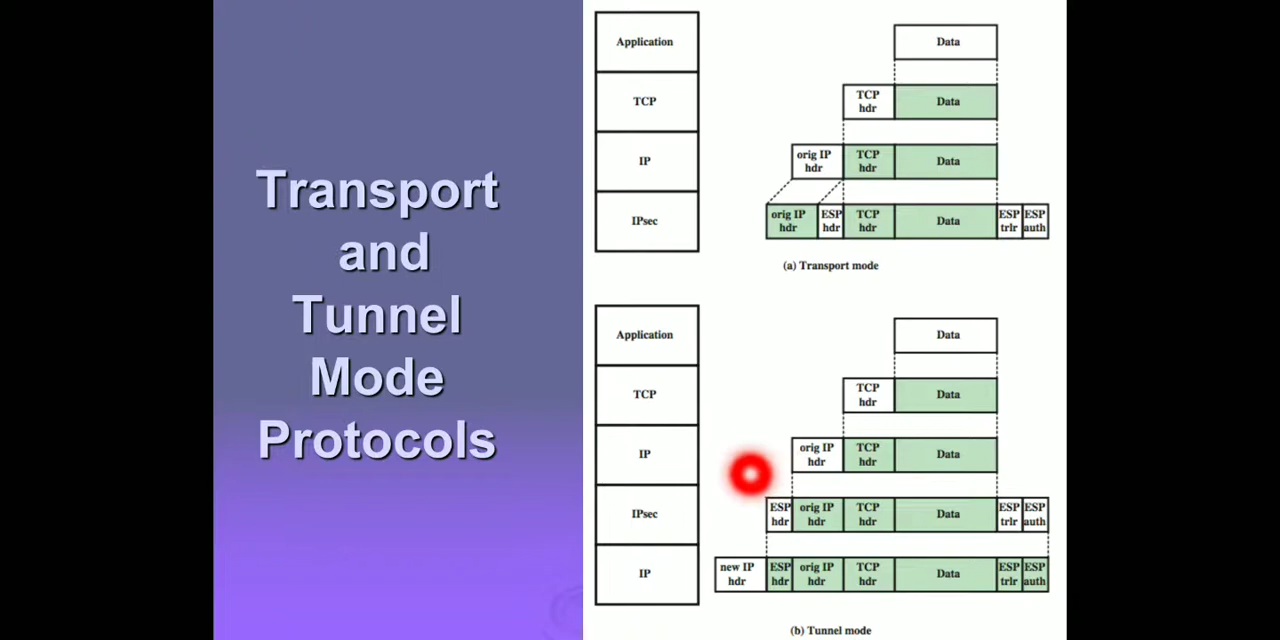 Transport
and
Tunnel
Mode
Protocols
Application
Data
TCP
TCP hdr
Data
IP
orig IP hdr
TCP hdr
Data
IPsec
orig IP hdr
ESP hdr
TCP hdr
Data
ESP trlr
ESP auth
(a) Transport mode
Application
Data
TCP
TCP hdr
Data
IP
orig IP hdr
TCP hdr
Data
IPsec
ESP hdr
orig IP hdr
TCP hdr
Data
ESP trlr
ESP auth
IP
new IP hdr
ESP hdr
orig IP hdr
TCP hdr
Data
ESP trlr
ESP auth
(b) Tunnel mode